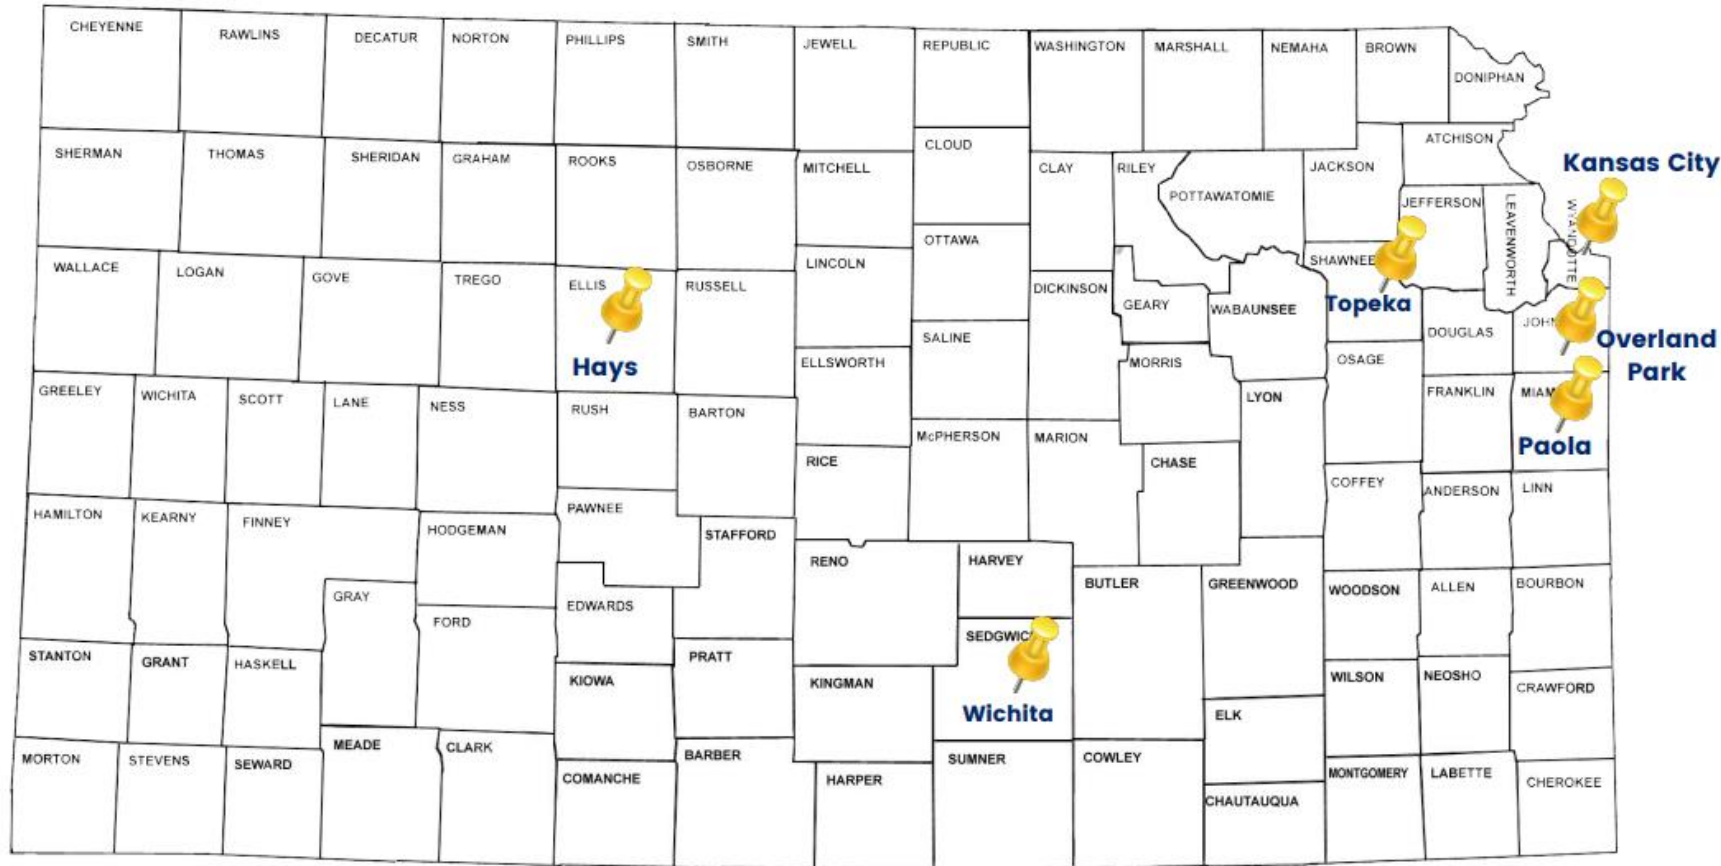 CHEYENNE
RAWLINS
DECATUR
NORTON
PHILLIPS
SMITH
JEWELL
REPUBLIC
WASHINGTON
MARSHALL
NEMAHA
BROWN
DONIPHAN
SHERMAN
THOMAS
SHERIDAN
GRAHAM
ROOKS
OSBORNE
MITCHELL
CLOUD
CLAY
RILEY
POTTAWATOMIE
JACKSON
ATCHISON
Kansas City
JEFFERSON
LEAVENWORTH
WYANDOTTE
WALLACE
LOGAN
GOVE
TREGO
ELLIS
RUSSELL
LINCOLN
OTTAWA
DICKINSON
GEARY
WABAUNSEE
SHAWNEE
Topeka
DOUGLAS
JOHN
Overland
Park
Hays
ELLSWORTH
SALINE
MORRIS
OSAGE
GREELEY
WICHITA
SCOTT
LANE
NESS
RUSH
BARTON
RICE
McPHERSON
MARION
CHASE
LYON
FRANKLIN
MIAM
Paola
COFFEY
ANDERSON
LINN
HAMILTON
KEARNY
FINNEY
HODGEMAN
PAWNEE
STAFFORD
RENO
HARVEY
BUTLER
GREENWOOD
WOODSON
ALLEN
BOURBON
GRAY
FORD
EDWARDS
SEDGWIC
Wichita
STANTON
GRANT
HASKELL
KIOWA
PRATT
KINGMAN
ELK
WILSON
NEOSHO
CRAWFORD
MORTON
STEVENS
SEWARD
MEADE
CLARK
COMANCHE
BARBER
HARPER
SUMNER
COWLEY
CHAUTAUQUA
MONTGOMERY
LABETTE
CHEROKEE